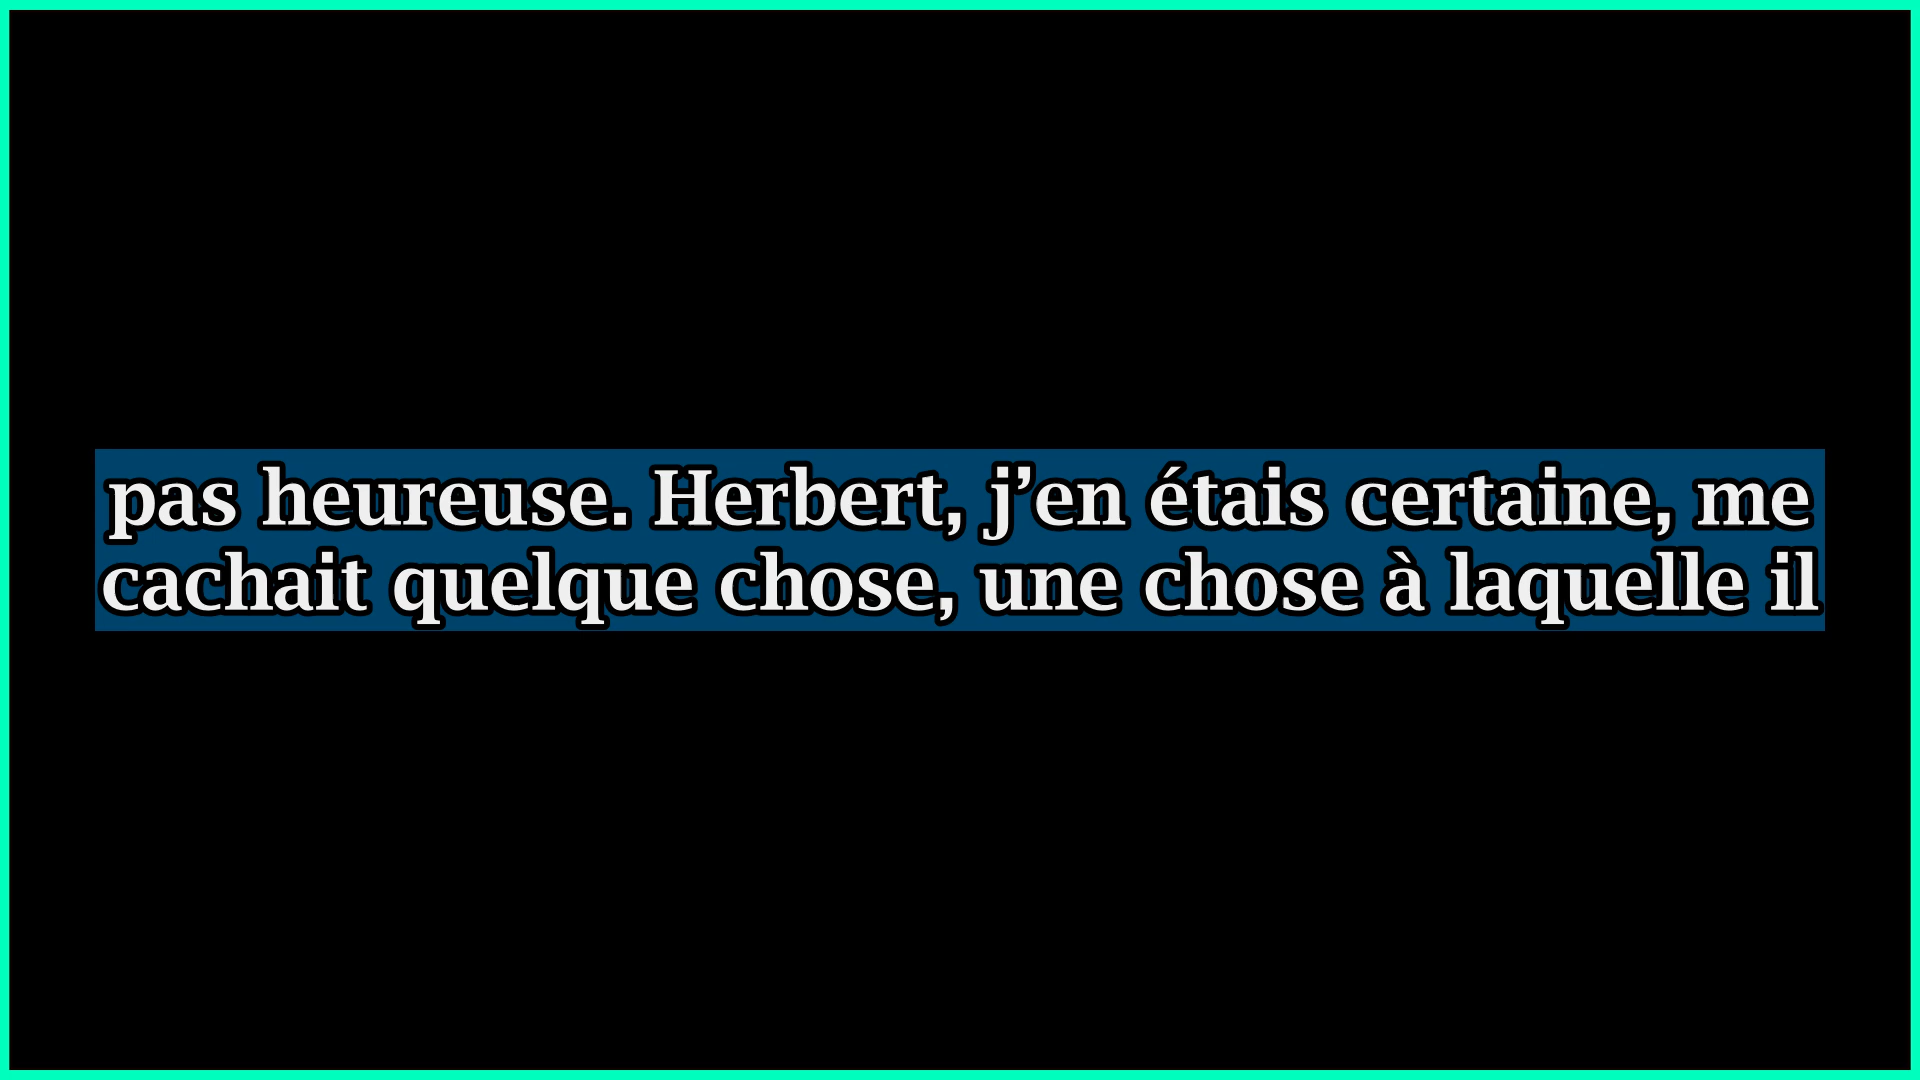 pas heureuse. Herbert, j’en étais certaine, me
cachait quelque chose, une chose à laquelle il